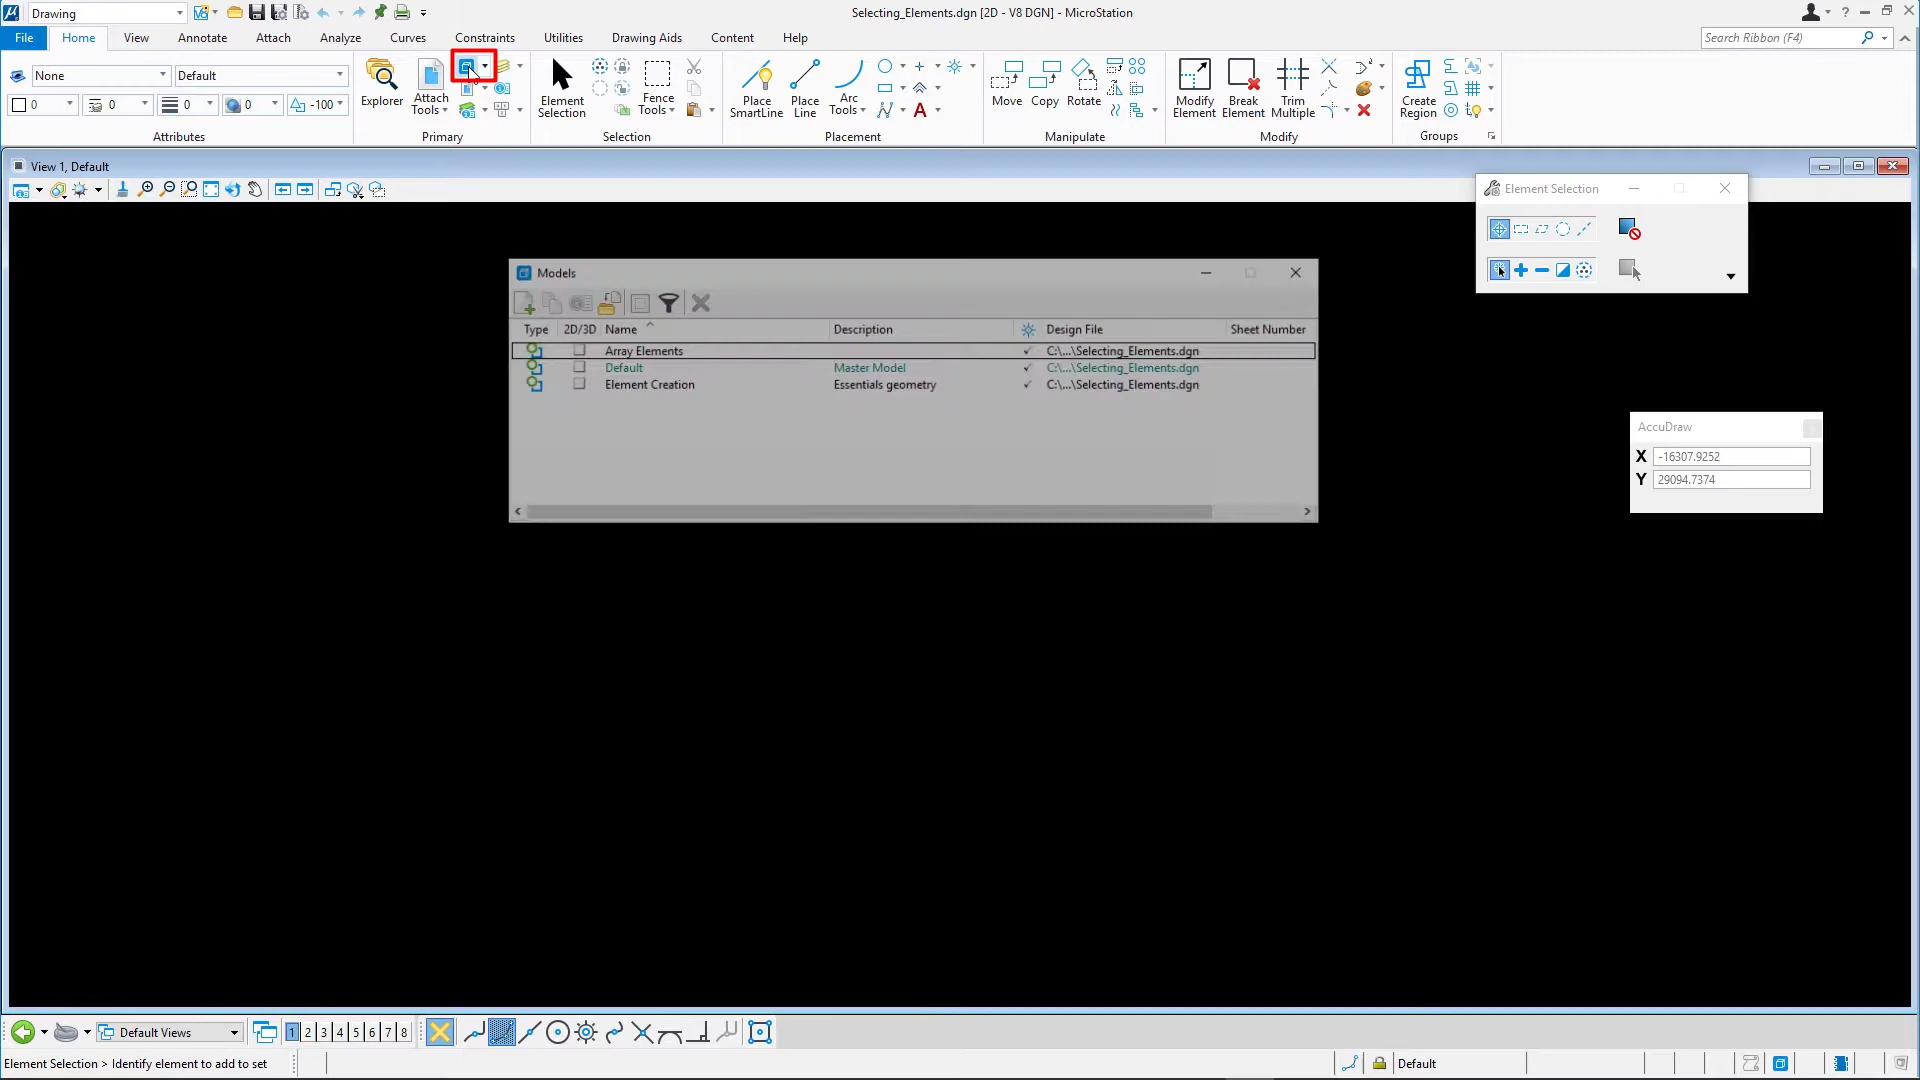 Drawing
Selecting_Elements.dgn [2D - V8 DGN] - MicroStation
File Home View Annotate Attach Analyze Curves Constraints Utilities Drawing Aids Content Help
Search Ribbon (F4)
None Default
0 0 0 0 -100
Explorer
Attach Tools
Element Selection
Fence Tools
Place SmartLine
Place Line
Arc Tools
Move Copy Rotate
Modify Element
Break Element
Trim Multiple
Create Region
Attributes Primary Selection Placement Manipulate Modify Groups
View 1, Default
Element Selection
Models
Type 2D/3D Name Description Design File Sheet Number
Array Elements C:\...\Selecting_Elements.dgn
Default Master Model C:\...\Selecting_Elements.dgn
Element Creation Essentials geometry C:\...\Selecting_Elements.dgn
AccuDraw
X -16307.9252
Y 29094.7374
Default Views 1 2 3 4 5 6 7 8
Element Selection > Identify element to add to set
Default